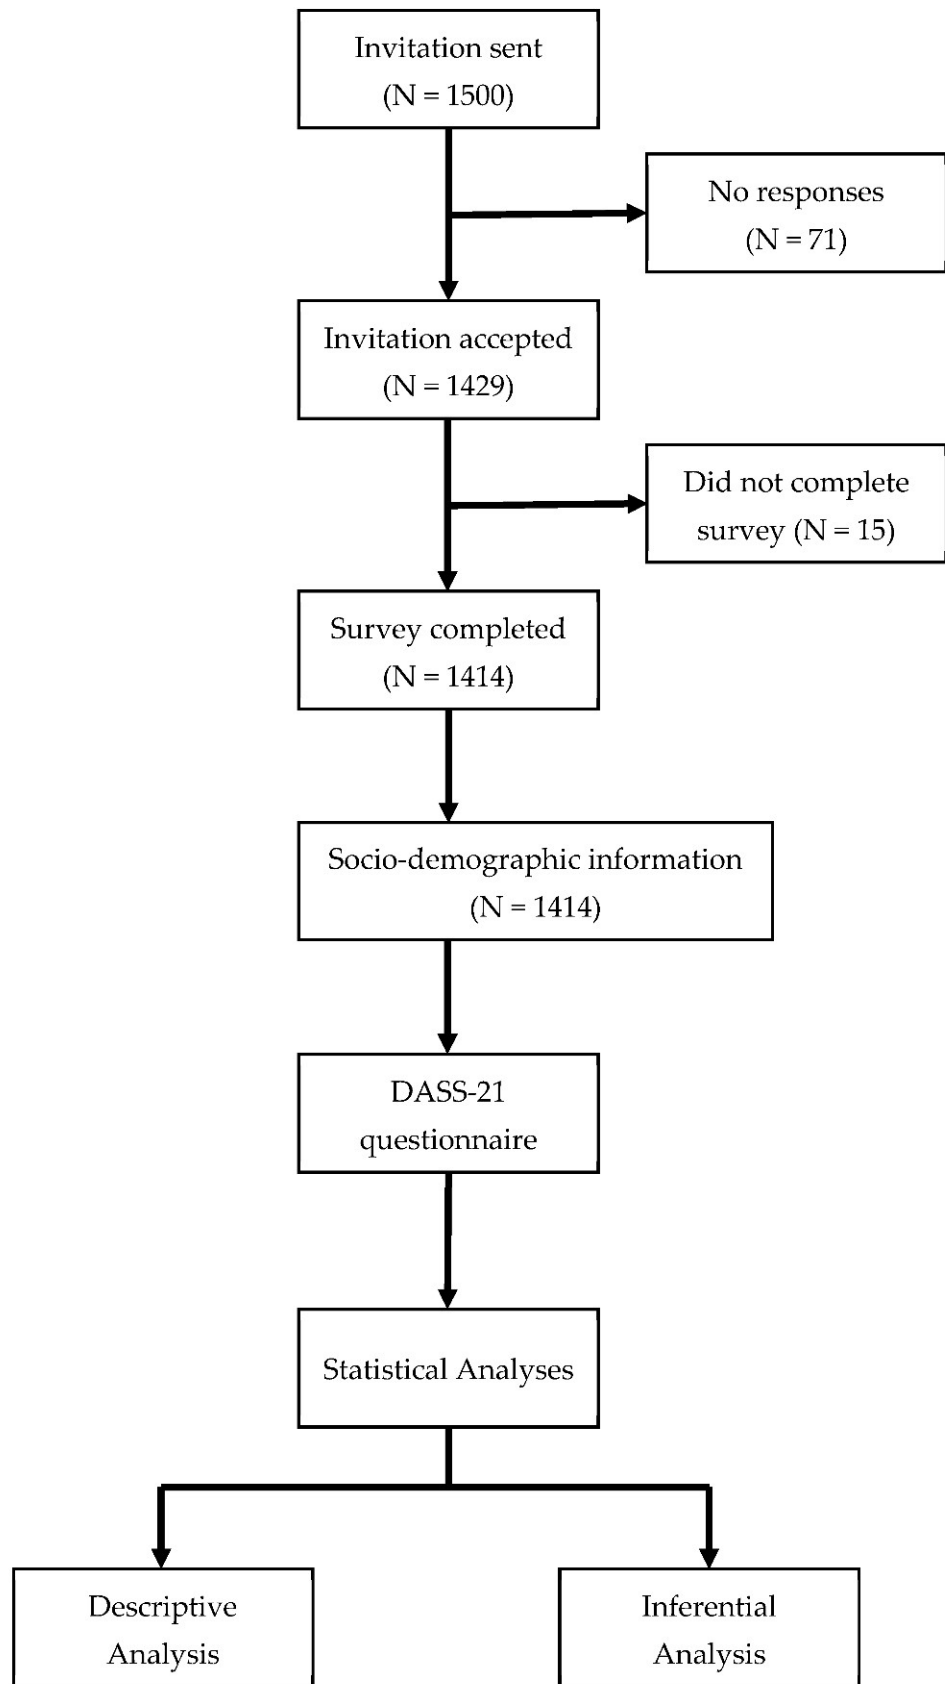 Invitation sent
(N = 1500)
No responses
(N = 71)
Invitation accepted
(N = 1429)
Did not complete
survey (N = 15)
Survey completed
(N = 1414)
Socio-demographic information
(N = 1414)
DASS-21
questionnaire
Statistical Analyses
Descriptive
Analysis
Inferential
Analysis